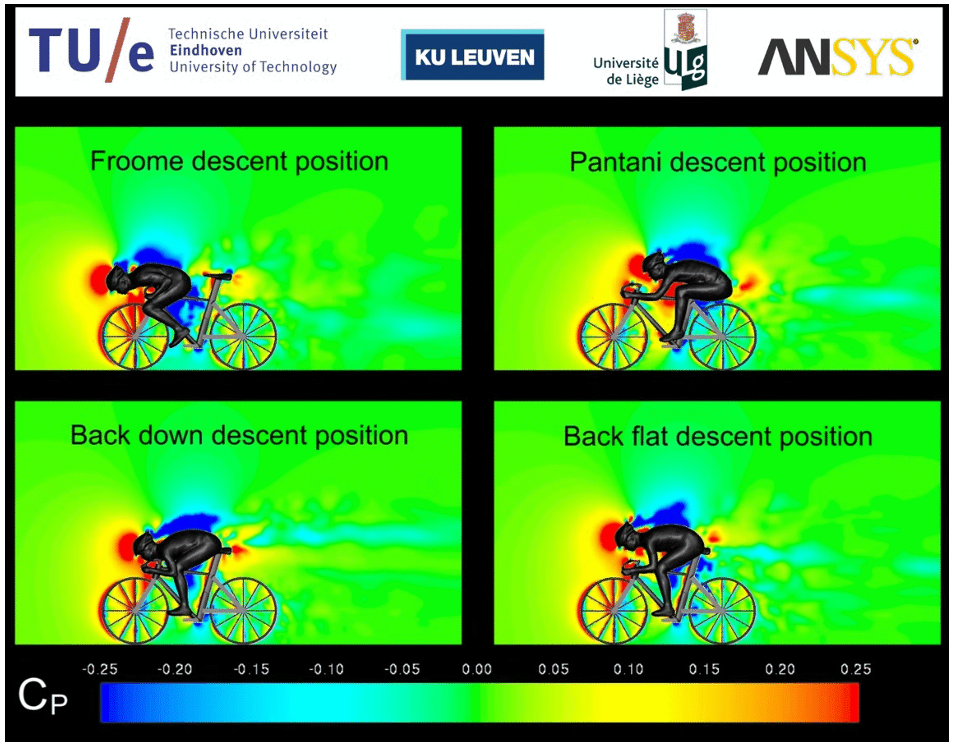 TU/e
Technische Universiteit
Eindhoven
University of Technology
KU LEUVEN
Université
de Liège
ULg
ANSYS
Froome descent position
Pantani descent position
Back down descent position
Back flat descent position
-0.25 -0.20 -0.15 -0.10 -0.05 0.00 0.05 0.10 0.15 0.20 0.25
CP